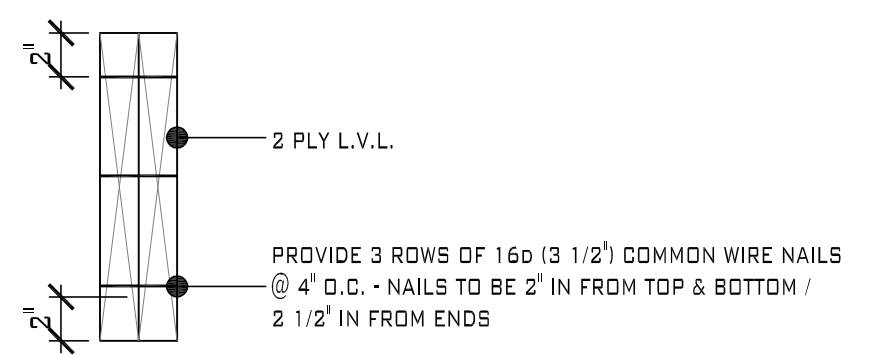 2"
2 PLY L.V.L.
PROVIDE 3 ROWS OF 16D (3 1/2") COMMON WIRE NAILS
@ 4" O.C. - NAILS TO BE 2" IN FROM TOP & BOTTOM /
2 1/2" IN FROM ENDS
2"